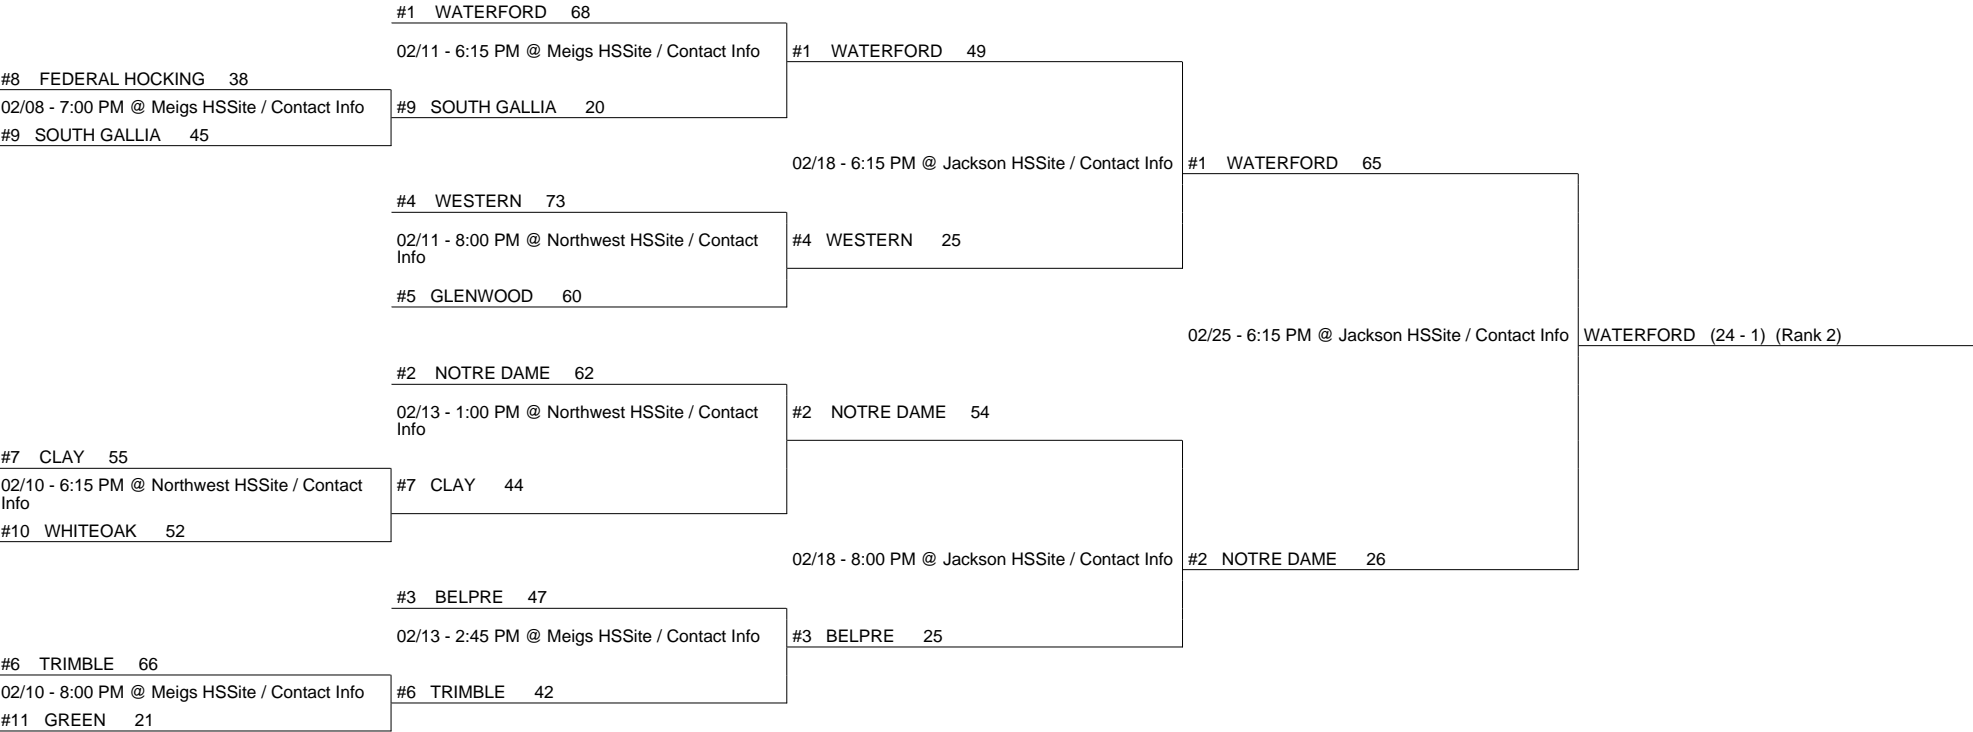 #1 WATERFORD 68
02/11 - 6:15 PM @ Meigs HSSite / Contact Info
#1 WATERFORD 49
#8 FEDERAL HOCKING 38
02/08 - 7:00 PM @ Meigs HSSite / Contact Info
#9 SOUTH GALLIA 20
#9 SOUTH GALLIA 45
02/18 - 6:15 PM @ Jackson HSSite / Contact Info
#1 WATERFORD 65
#4 WESTERN 73
02/11 - 8:00 PM @ Northwest HSSite / Contact
Info
#4 WESTERN 25
#5 GLENWOOD 60
02/25 - 6:15 PM @ Jackson HSSite / Contact Info
WATERFORD (24 - 1) (Rank 2)
#2 NOTRE DAME 62
02/13 - 1:00 PM @ Northwest HSSite / Contact
Info
#2 NOTRE DAME 54
#7 CLAY 55
02/10 - 6:15 PM @ Northwest HSSite / Contact
Info
#7 CLAY 44
#10 WHITEOAK 52
02/18 - 8:00 PM @ Jackson HSSite / Contact Info
#2 NOTRE DAME 26
#3 BELPRE 47
02/13 - 2:45 PM @ Meigs HSSite / Contact Info
#3 BELPRE 25
#6 TRIMBLE 66
02/10 - 8:00 PM @ Meigs HSSite / Contact Info
#6 TRIMBLE 42
#11 GREEN 21